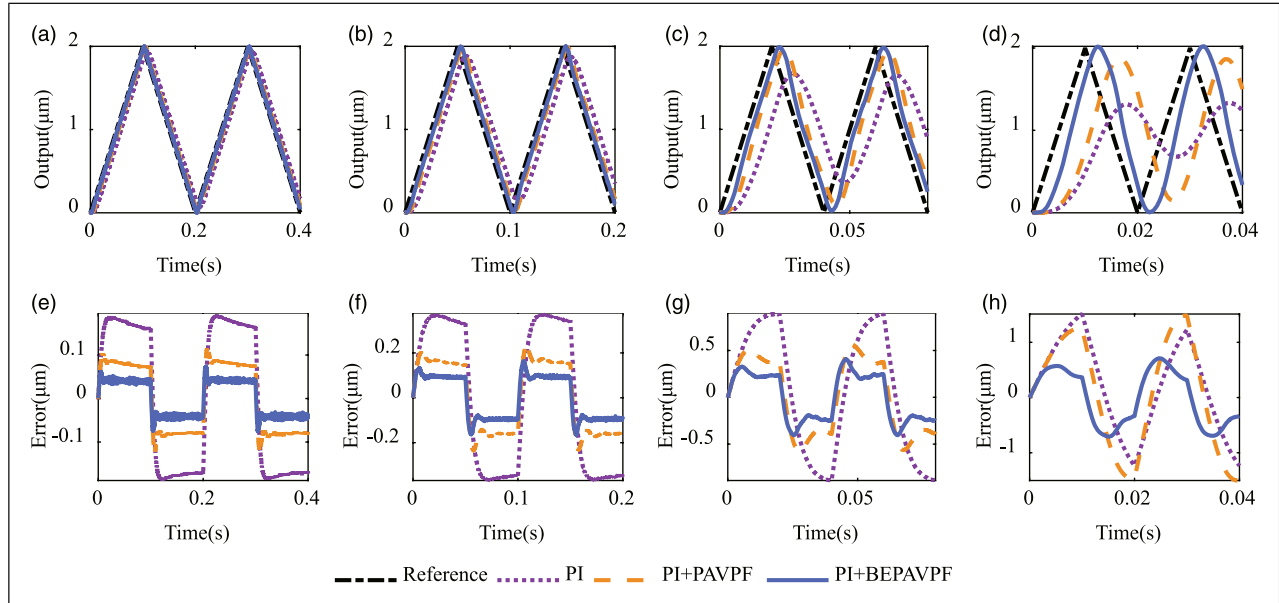 (a)
2
1
0
Output(μm)
0 0.2 0.4
Time(s)
(b)
2
1
0
Output(μm)
0 0.1 0.2
Time(s)
(c)
2
1
0
Output(μm)
0 0.05
Time(s)
(d)
2
1
0
Output(μm)
0 0.02 0.04
Time(s)
(e)
0.1
0
-0.1
Error(μm)
0 0.2 0.4
Time(s)
(f)
0.2
0
-0.2
Error(μm)
0 0.1 0.2
Time(s)
(g)
0.5
0
-0.5
Error(μm)
0 0.05
Time(s)
(h)
1
0
-1
Error(μm)
0 0.02 0.04
Time(s)
Reference PI PI+PAVPF PI+BEPAVPF